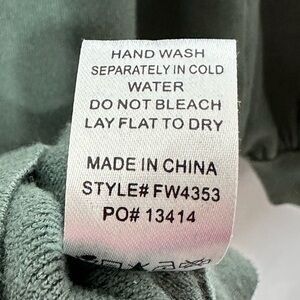 HAND WASH
SEPARATELY IN COLD
WATER
DO NOT BLEACH
LAY FLAT TO DRY
MADE IN CHINA
STYLE# FW4353
PO# 13414